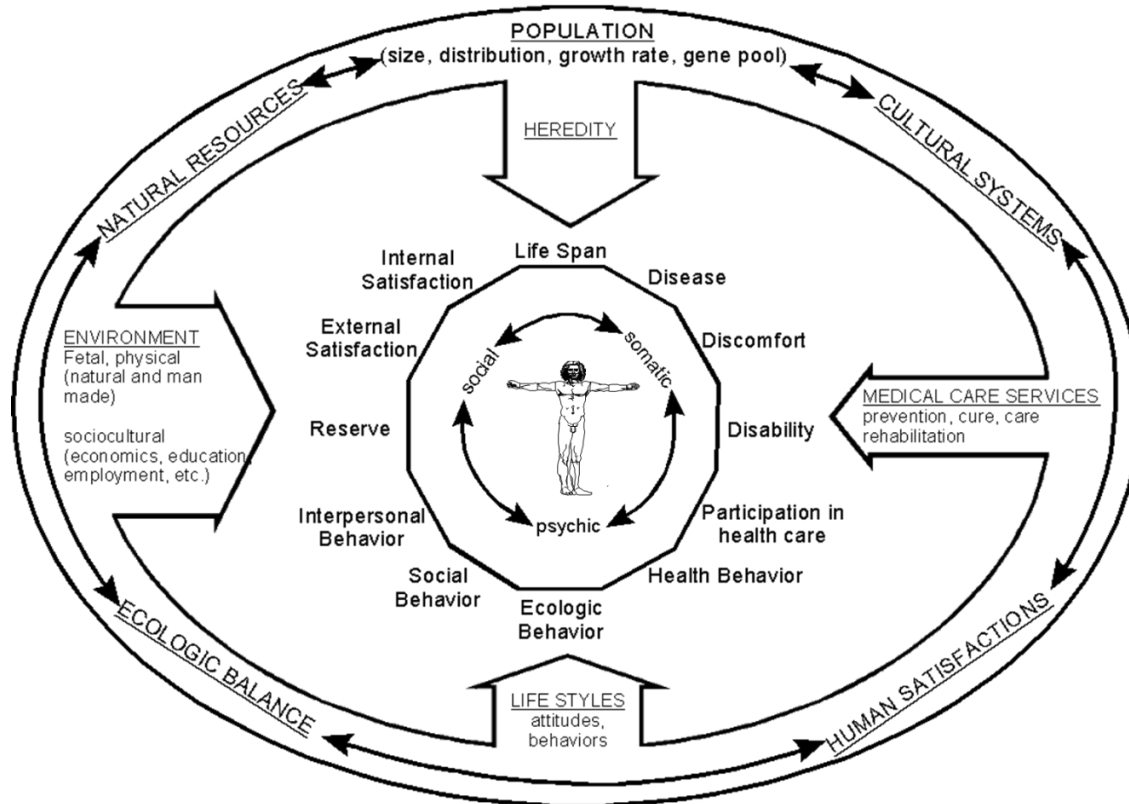 POPULATION
(size, distribution, growth rate, gene pool)
NATURAL RESOURCES
CULTURAL SYSTEMS
HEREDITY
Life Span
Internal
Satisfaction
Disease
External
Satisfaction
Discomfort
social
somatic
ENVIRONMENT
Fetal, physical
(natural and man
made)
sociocultural
(economics, education,
employment, etc.)
MEDICAL CARE SERVICES
prevention, cure, care
rehabilitation
Reserve
Disability
Interpersonal
Behavior
psychic
Participation in
health care
Social
Behavior
Health Behavior
Ecologic
Behavior
ECOLOGIC BALANCE
HUMAN SATISFACTIONS
LIFE STYLES
attitudes,
behaviors